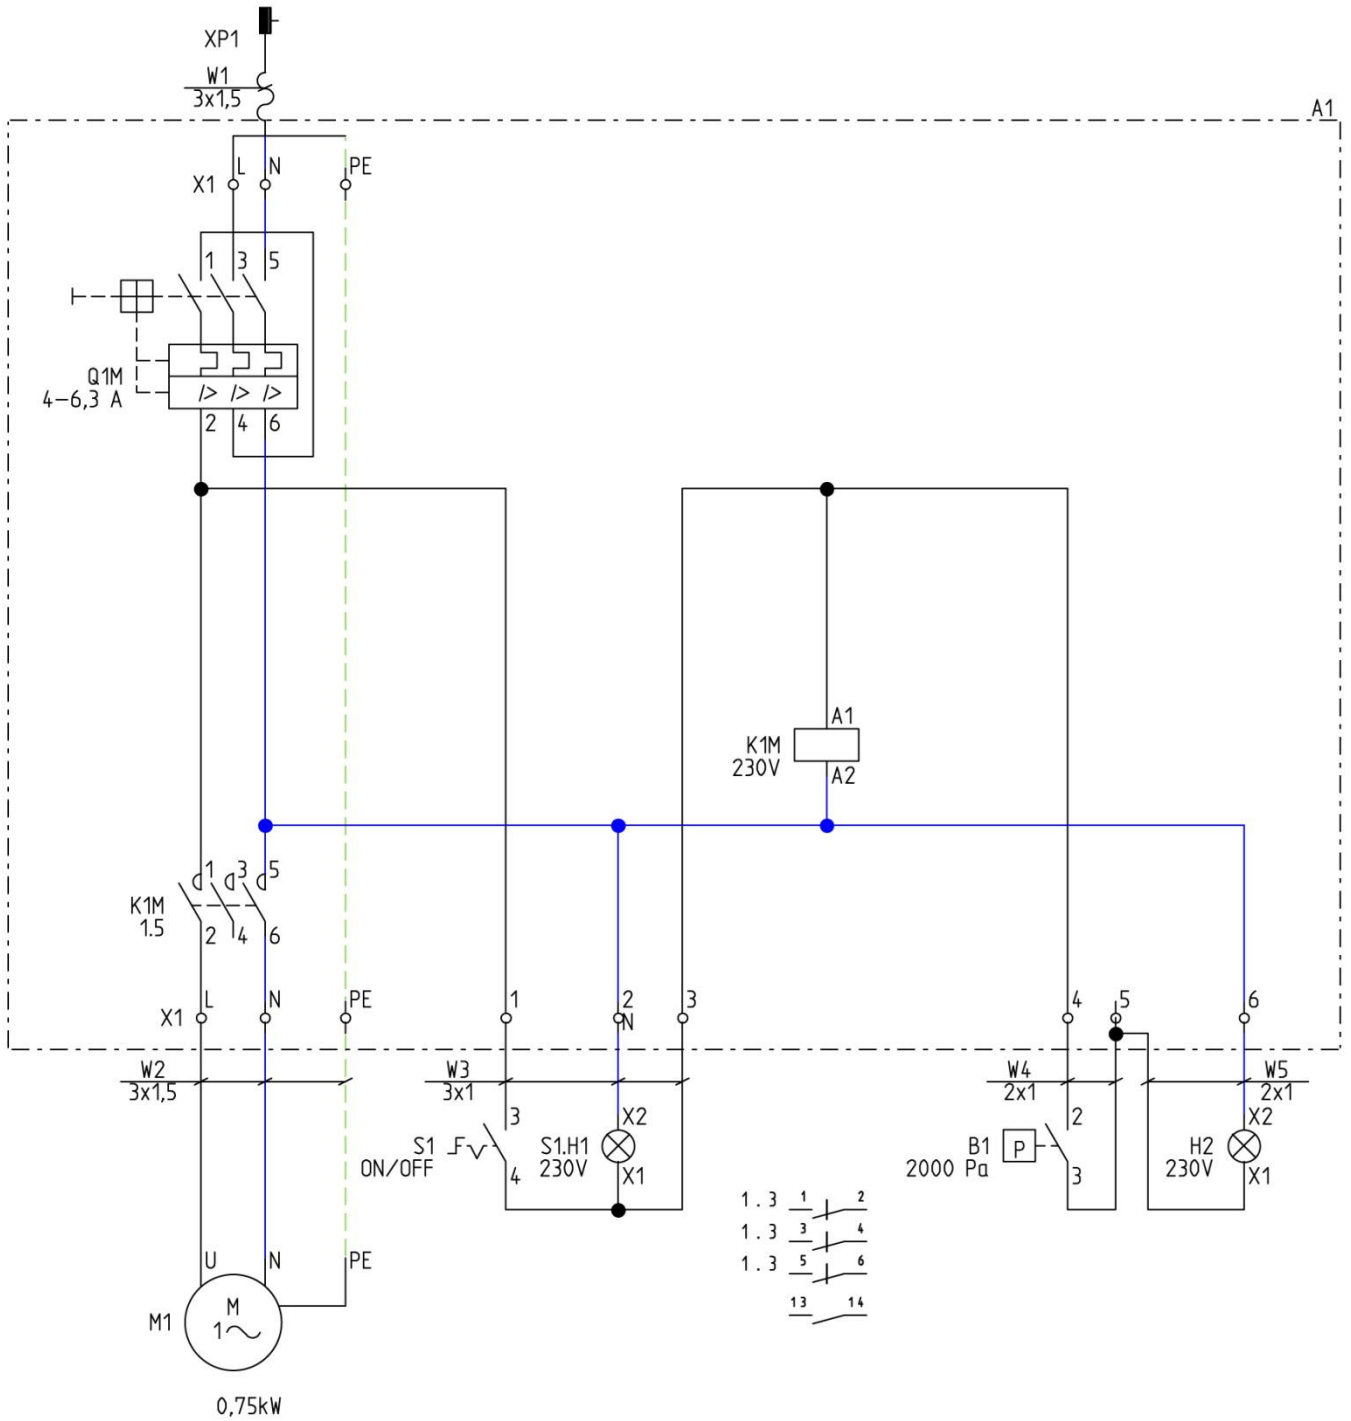 XP1
W1
3x1,5
A1
X1 L N PE
1 3 5
Q1M
4-6,3 A
I> I> I>
2 4 6
A1
K1M
230V
A2
1 3 5
K1M
1.5
2 4 6
X1 L N PE 1 2 3 4 5 6
N
W2 W3 W4 W5
3x1,5 3x1 2x1 2x1
3 X2 2 X2
S1 S1.H1 B1 P H2
ON/OFF 230V 2000 Pa 230V
4 X1 3 X1
1.3 1 2
1.3 3 4
1.3 5 6
13 14
U N PE
M1 M
1~
0,75kW